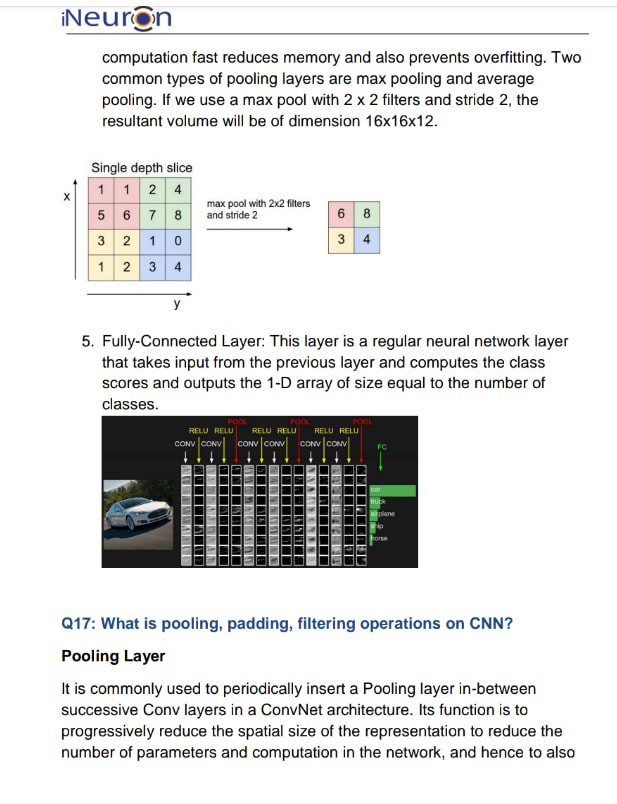 iNeuron
computation fast reduces memory and also prevents overfitting. Two
common types of pooling layers are max pooling and average
pooling. If we use a max pool with 2 x 2 filters and stride 2, the
resultant volume will be of dimension 16x16x12.
Single depth slice
x
1 1 2 4
5 6 7 8
3 2 1 0
1 2 3 4
y
max pool with 2x2 filters
and stride 2
6 8
3 4
5. Fully-Connected Layer: This layer is a regular neural network layer
that takes input from the previous layer and computes the class
scores and outputs the 1-D array of size equal to the number of
classes.
POOL POOL POOL
RELU RELU RELU RELU RELU RELU
CONV CONV CONV CONV CONV CONV
FC
car
truck
airplane
ship
horse
Q17: What is pooling, padding, filtering operations on CNN?
Pooling Layer
It is commonly used to periodically insert a Pooling layer in-between
successive Conv layers in a ConvNet architecture. Its function is to
progressively reduce the spatial size of the representation to reduce the
number of parameters and computation in the network, and hence to also